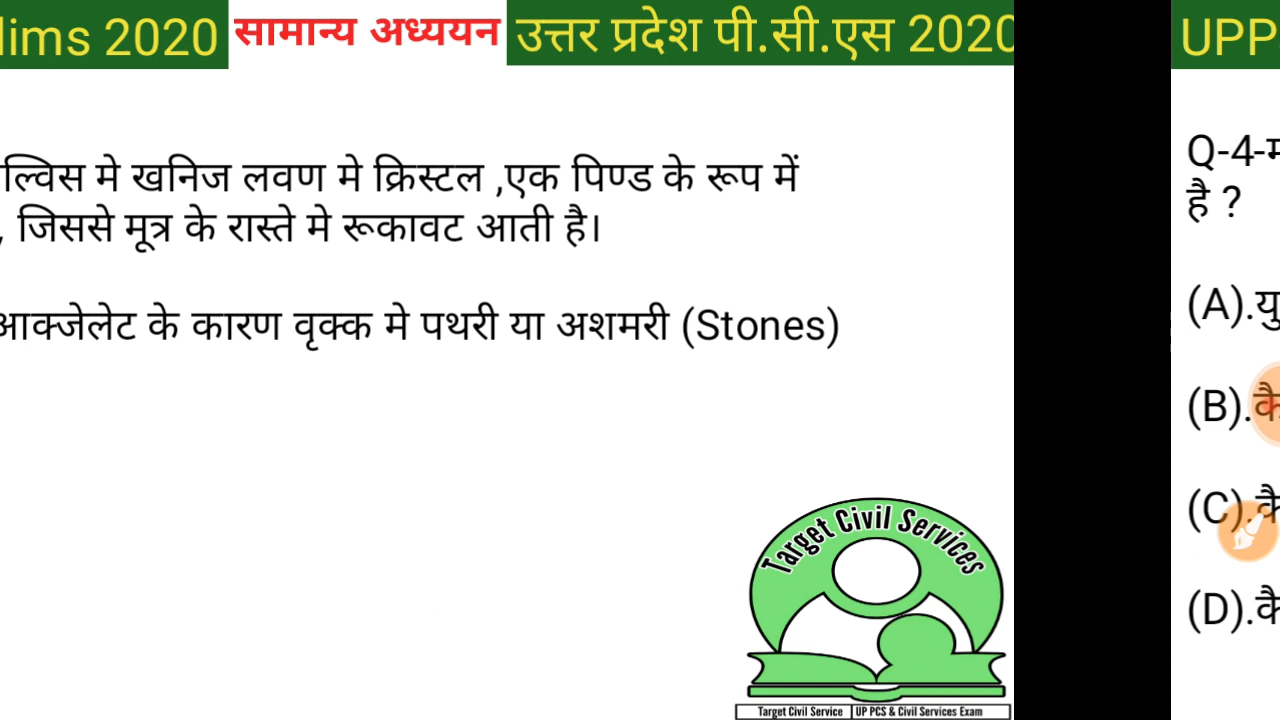 lims 2020 सामान्य अध्ययन उत्तर प्रदेश पी.सी.एस 2020
ल्विस मे खनिज लवण मे क्रिस्टल ,एक पिण्ड के रूप में
, जिससे मूत्र के रास्ते मे रूकावट आती है।
आक्जेलेट के कारण वृक्क मे पथरी या अशमरी (Stones)
Target Civil Services
Target Civil Service UP PCS & Civil Services Exam
UPP
Q-4-म
है ?
(A).यु
(B).कै
(C).कै
(D).कै